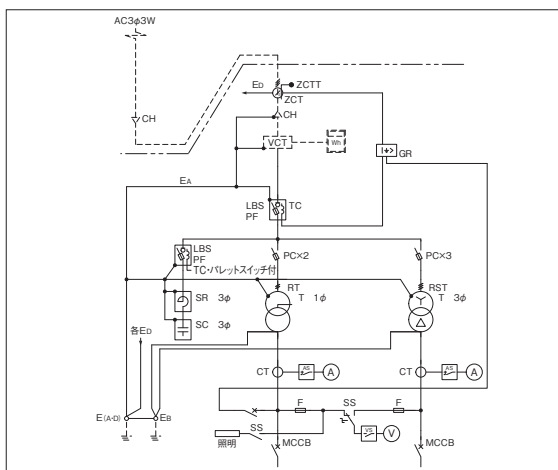 AC3φ3W
ED
ZCTT
ZCT
CH
CH
VCT
Wh
GR
I⏚>
EA
LBS
PF
TC
LBS
PF
TC・パレットスイッチ付
PC×2
PC×3
SR 3φ
SC 3φ
RT
T 1φ
RST
T 3φ
各ED
CT
AS
A
CT
AS
A
E(A・D)
EB
F
SS
F
SS
照明
VS
V
MCCB
MCCB